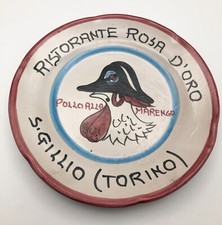 RISTORANTE ROSA D'ORO
POLLO ALLA MARENGO
S. GILLIO (TORINO)